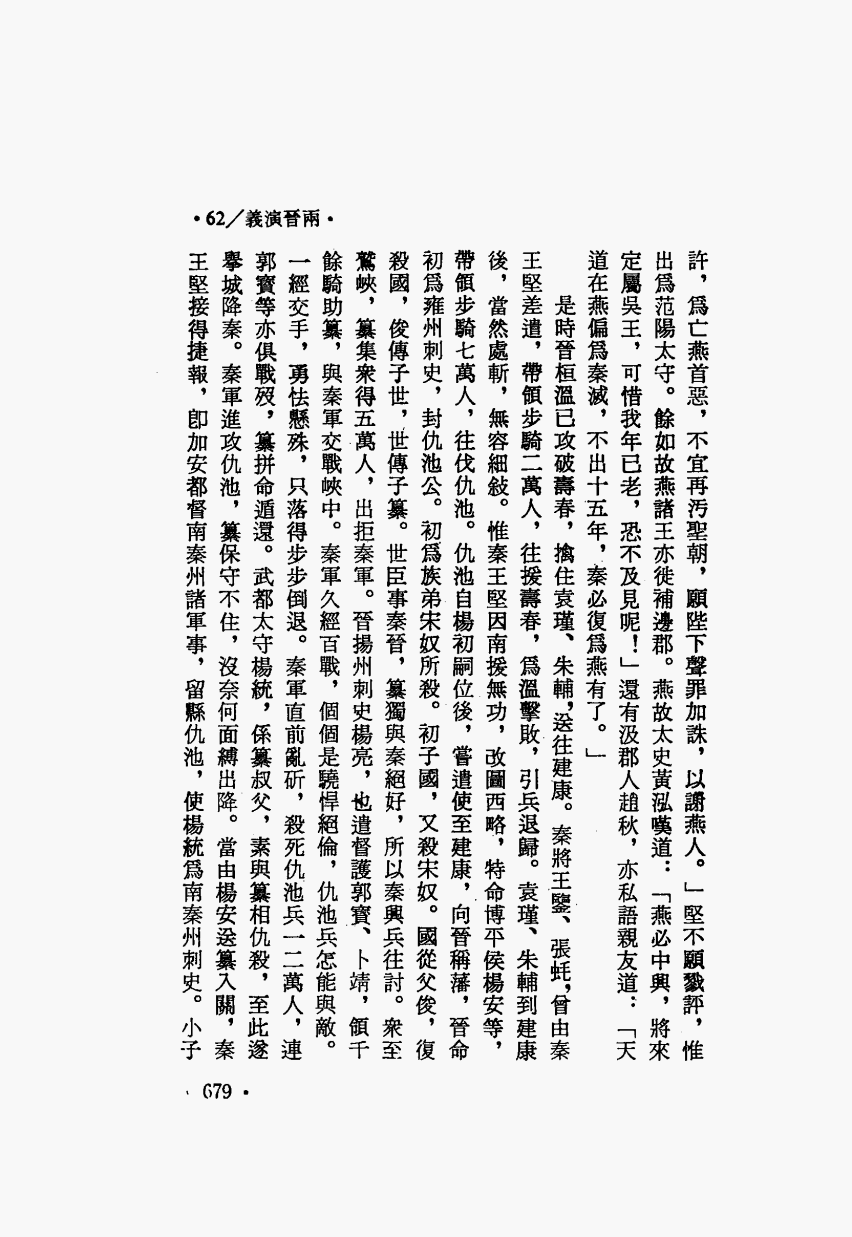 •62/義演晉兩•
許，爲亡燕首惡，不宜再污聖朝，願陛下聲罪加誅，以謝燕人。」堅不願戮評，惟
出爲范陽太守。餘如故燕諸王亦徙補邊郡。燕故太史黃泓嘆道：「燕必中興，將來
定屬吳王，可惜我年已老，恐不及見呢！」還有汲郡人趙秋，亦私語親友道：「天
道在燕偏爲秦滅，不出十五年，秦必復爲燕有了。」
是時晉桓溫已攻破壽春，擒住袁瑾、朱輔，送往建康。秦將王鑒、張蚝，曾由秦
王堅差遣，帶領步騎二萬人，往援壽春，爲溫擊敗，引兵退歸。袁瑾、朱輔到建康
後，當然處斬，無容細敍。惟秦王堅因南援無功，改圖西略，特命博平侯楊安等，
帶領步騎七萬人，往伐仇池。仇池自楊初嗣位後，嘗遣使至建康，向晉稱藩，晉命
初爲雍州刺史，封仇池公。初爲族弟宋奴所殺。初子國，又殺宋奴。國從父俊，復
殺國，俊傳子世，世傳子纂。世臣事秦晉，纂獨與秦絕好，所以秦興兵往討。衆至
鷲峽，纂集衆得五萬人，出拒秦軍。晉揚州刺史楊亮，也遣督護郭寶、卜靖，領千
餘騎助纂，與秦軍交戰峽中。秦軍久經百戰，個個是驍悍絕倫，仇池兵怎能與敵。
一經交手，勇怯懸殊，只落得步步倒退。秦軍直前亂斫，殺死仇池兵一二萬人，連
郭寶等亦俱戰歿，纂拼命遁還。武都太守楊統，係纂叔父，素與纂相仇殺，至此遂
舉城降秦。秦軍進攻仇池，纂保守不住，沒奈何面縛出降。當由楊安送纂入關，秦
王堅接得捷報，卽加安都督南秦州諸軍事，留縣仇池，使楊統爲南秦州刺史。小子
679•